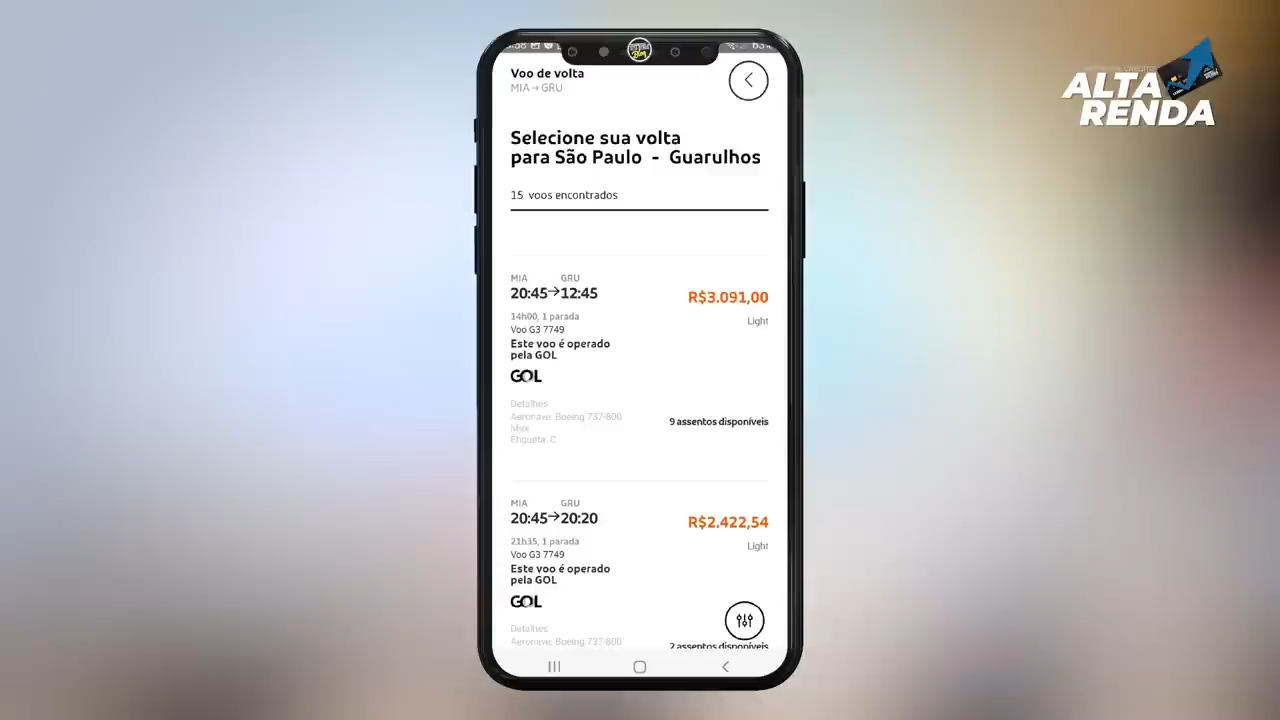 63%
Voo de volta
MIA → GRU
Selecione sua volta
para São Paulo - Guarulhos
15 voos encontrados
MIA GRU
20:45→12:45
R$3.091,00
14h00, 1 parada
Light
Voo G3 7749
Este voo é operado
pela GOL
GOL
Detalhes
Aeronave: Boeing 737-800
9 assentos disponíveis
Max
Etiqueta: C
MIA GRU
20:45→20:20
R$2.422,54
21h35, 1 parada
Light
Voo G3 7749
Este voo é operado
pela GOL
GOL
Detalhes
Aeronave: Boeing 737-800
2 assentos disponíveis
ALTA
RENDA